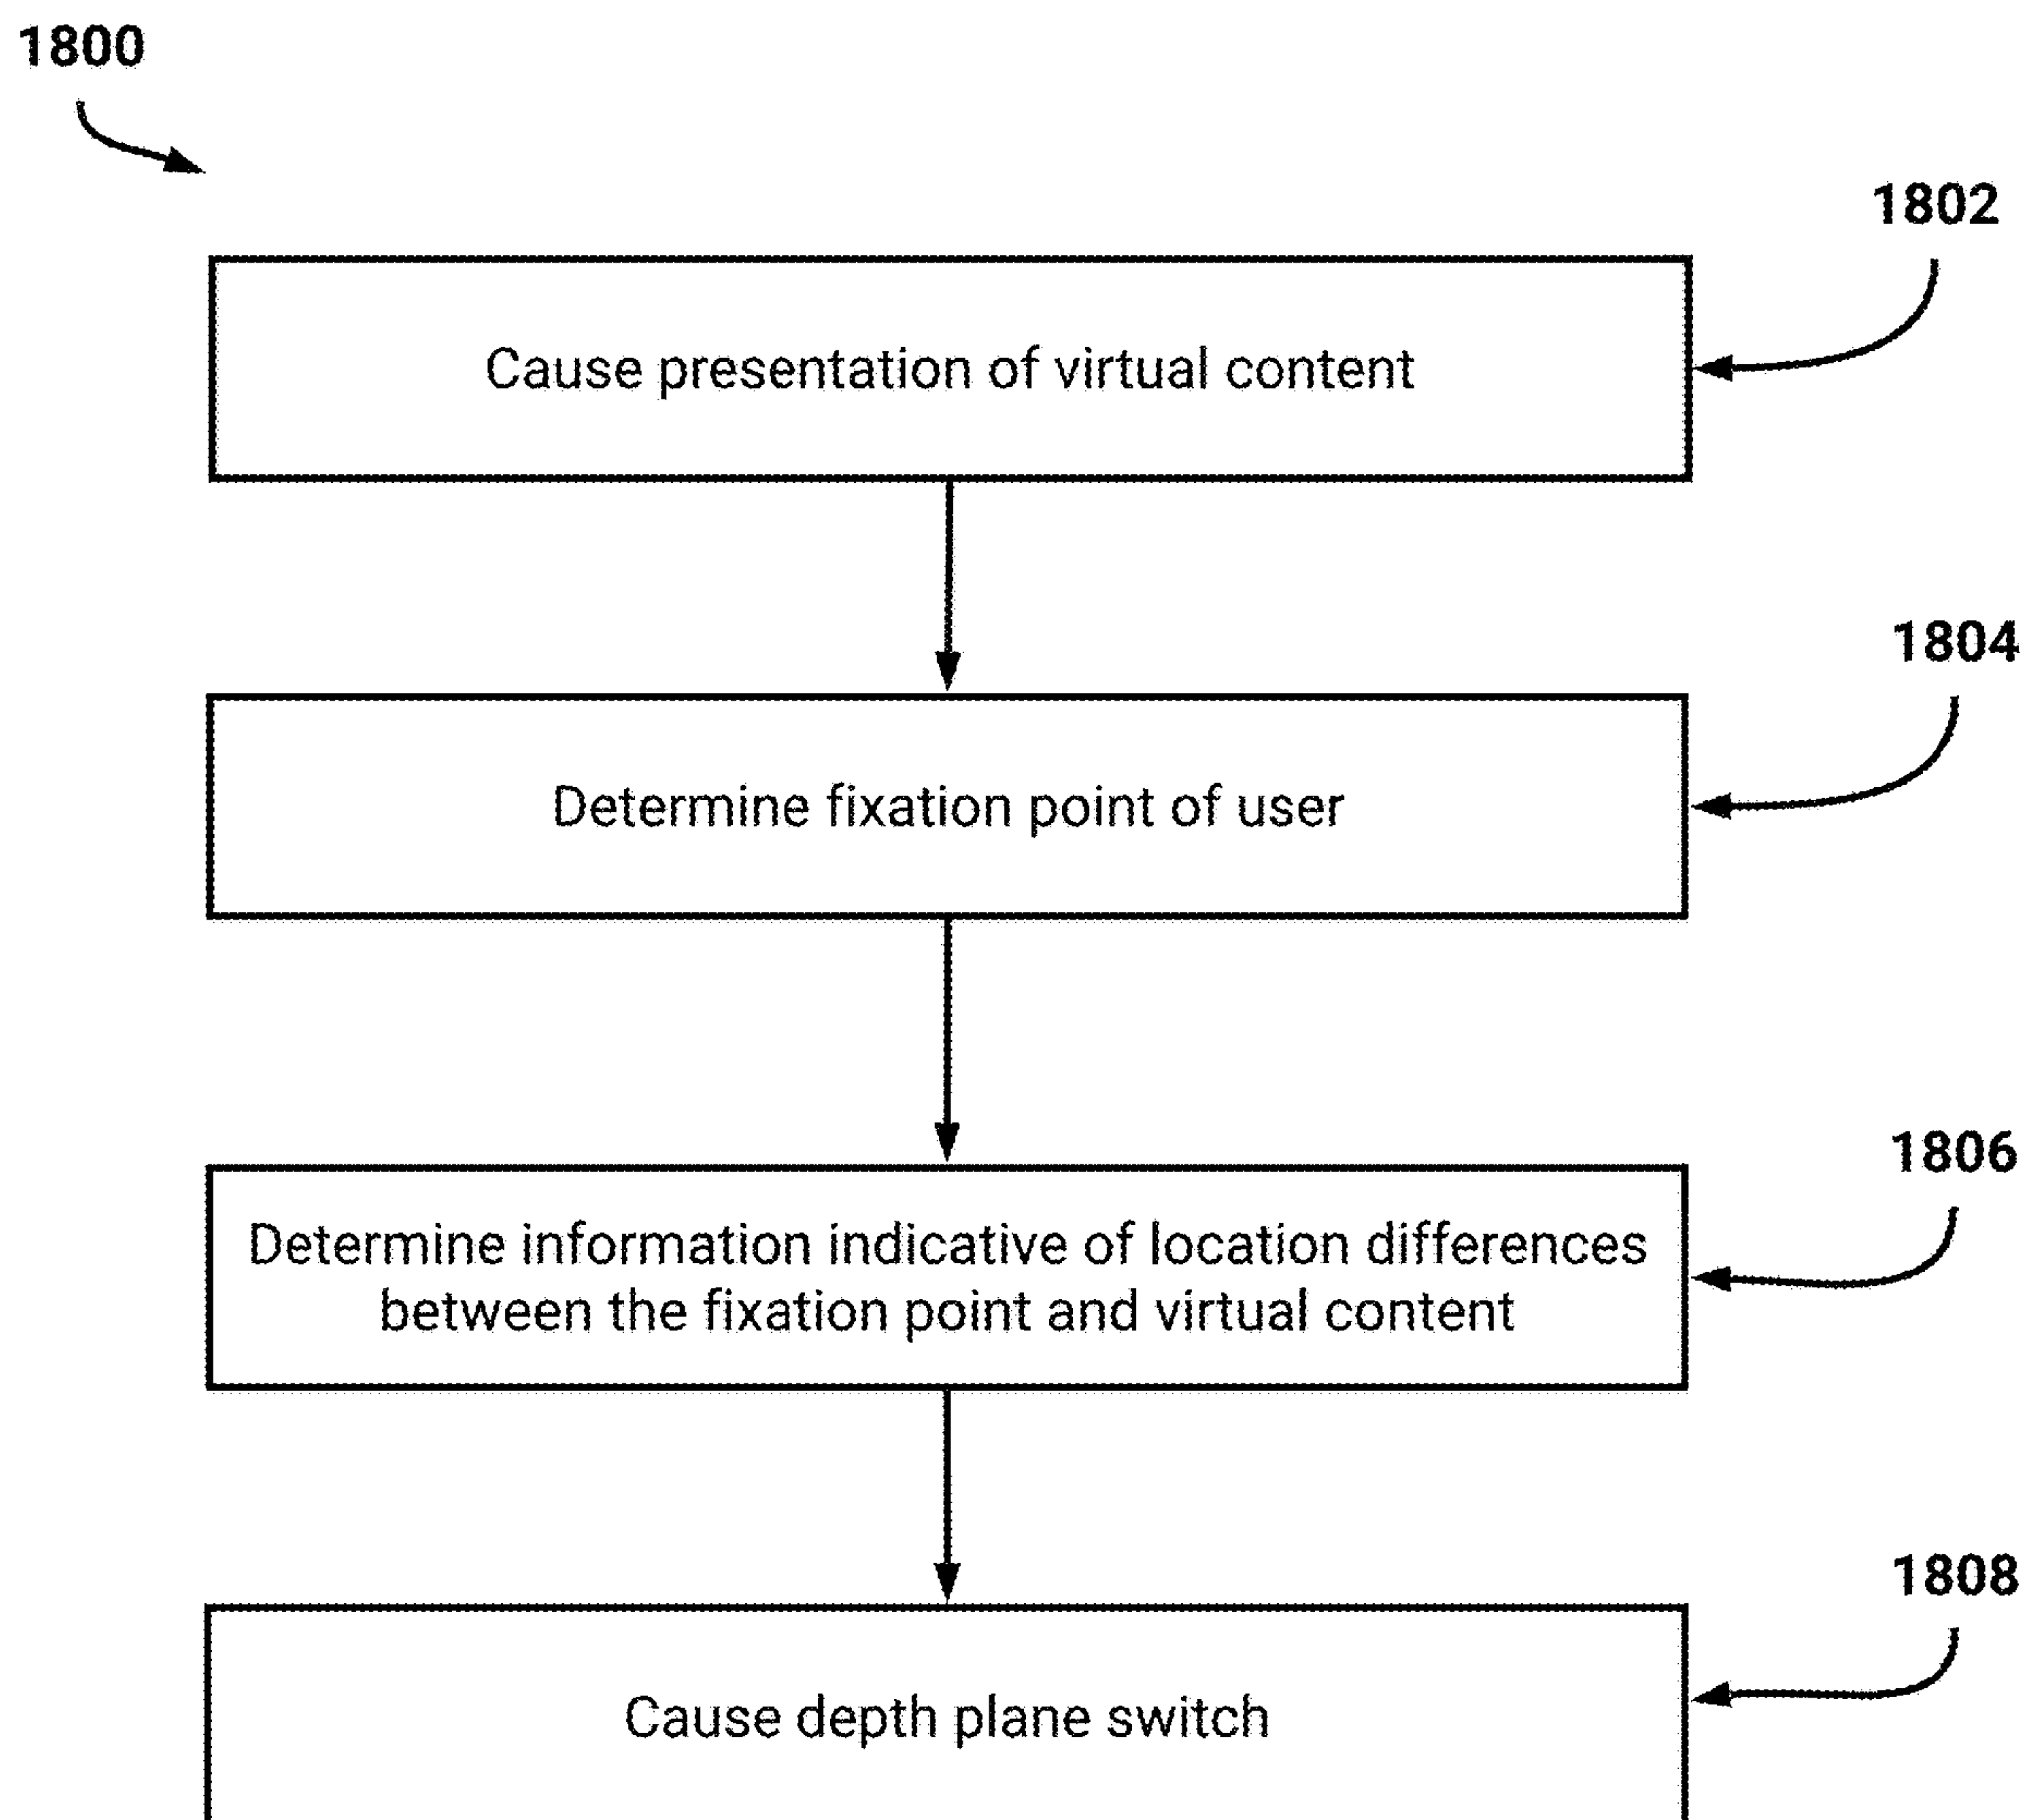 1800
1802
Cause presentation of virtual content
1804
Determine fixation point of user
1806
Determine information indicative of location differences
between the fixation point and virtual content
1808
Cause depth plane switch